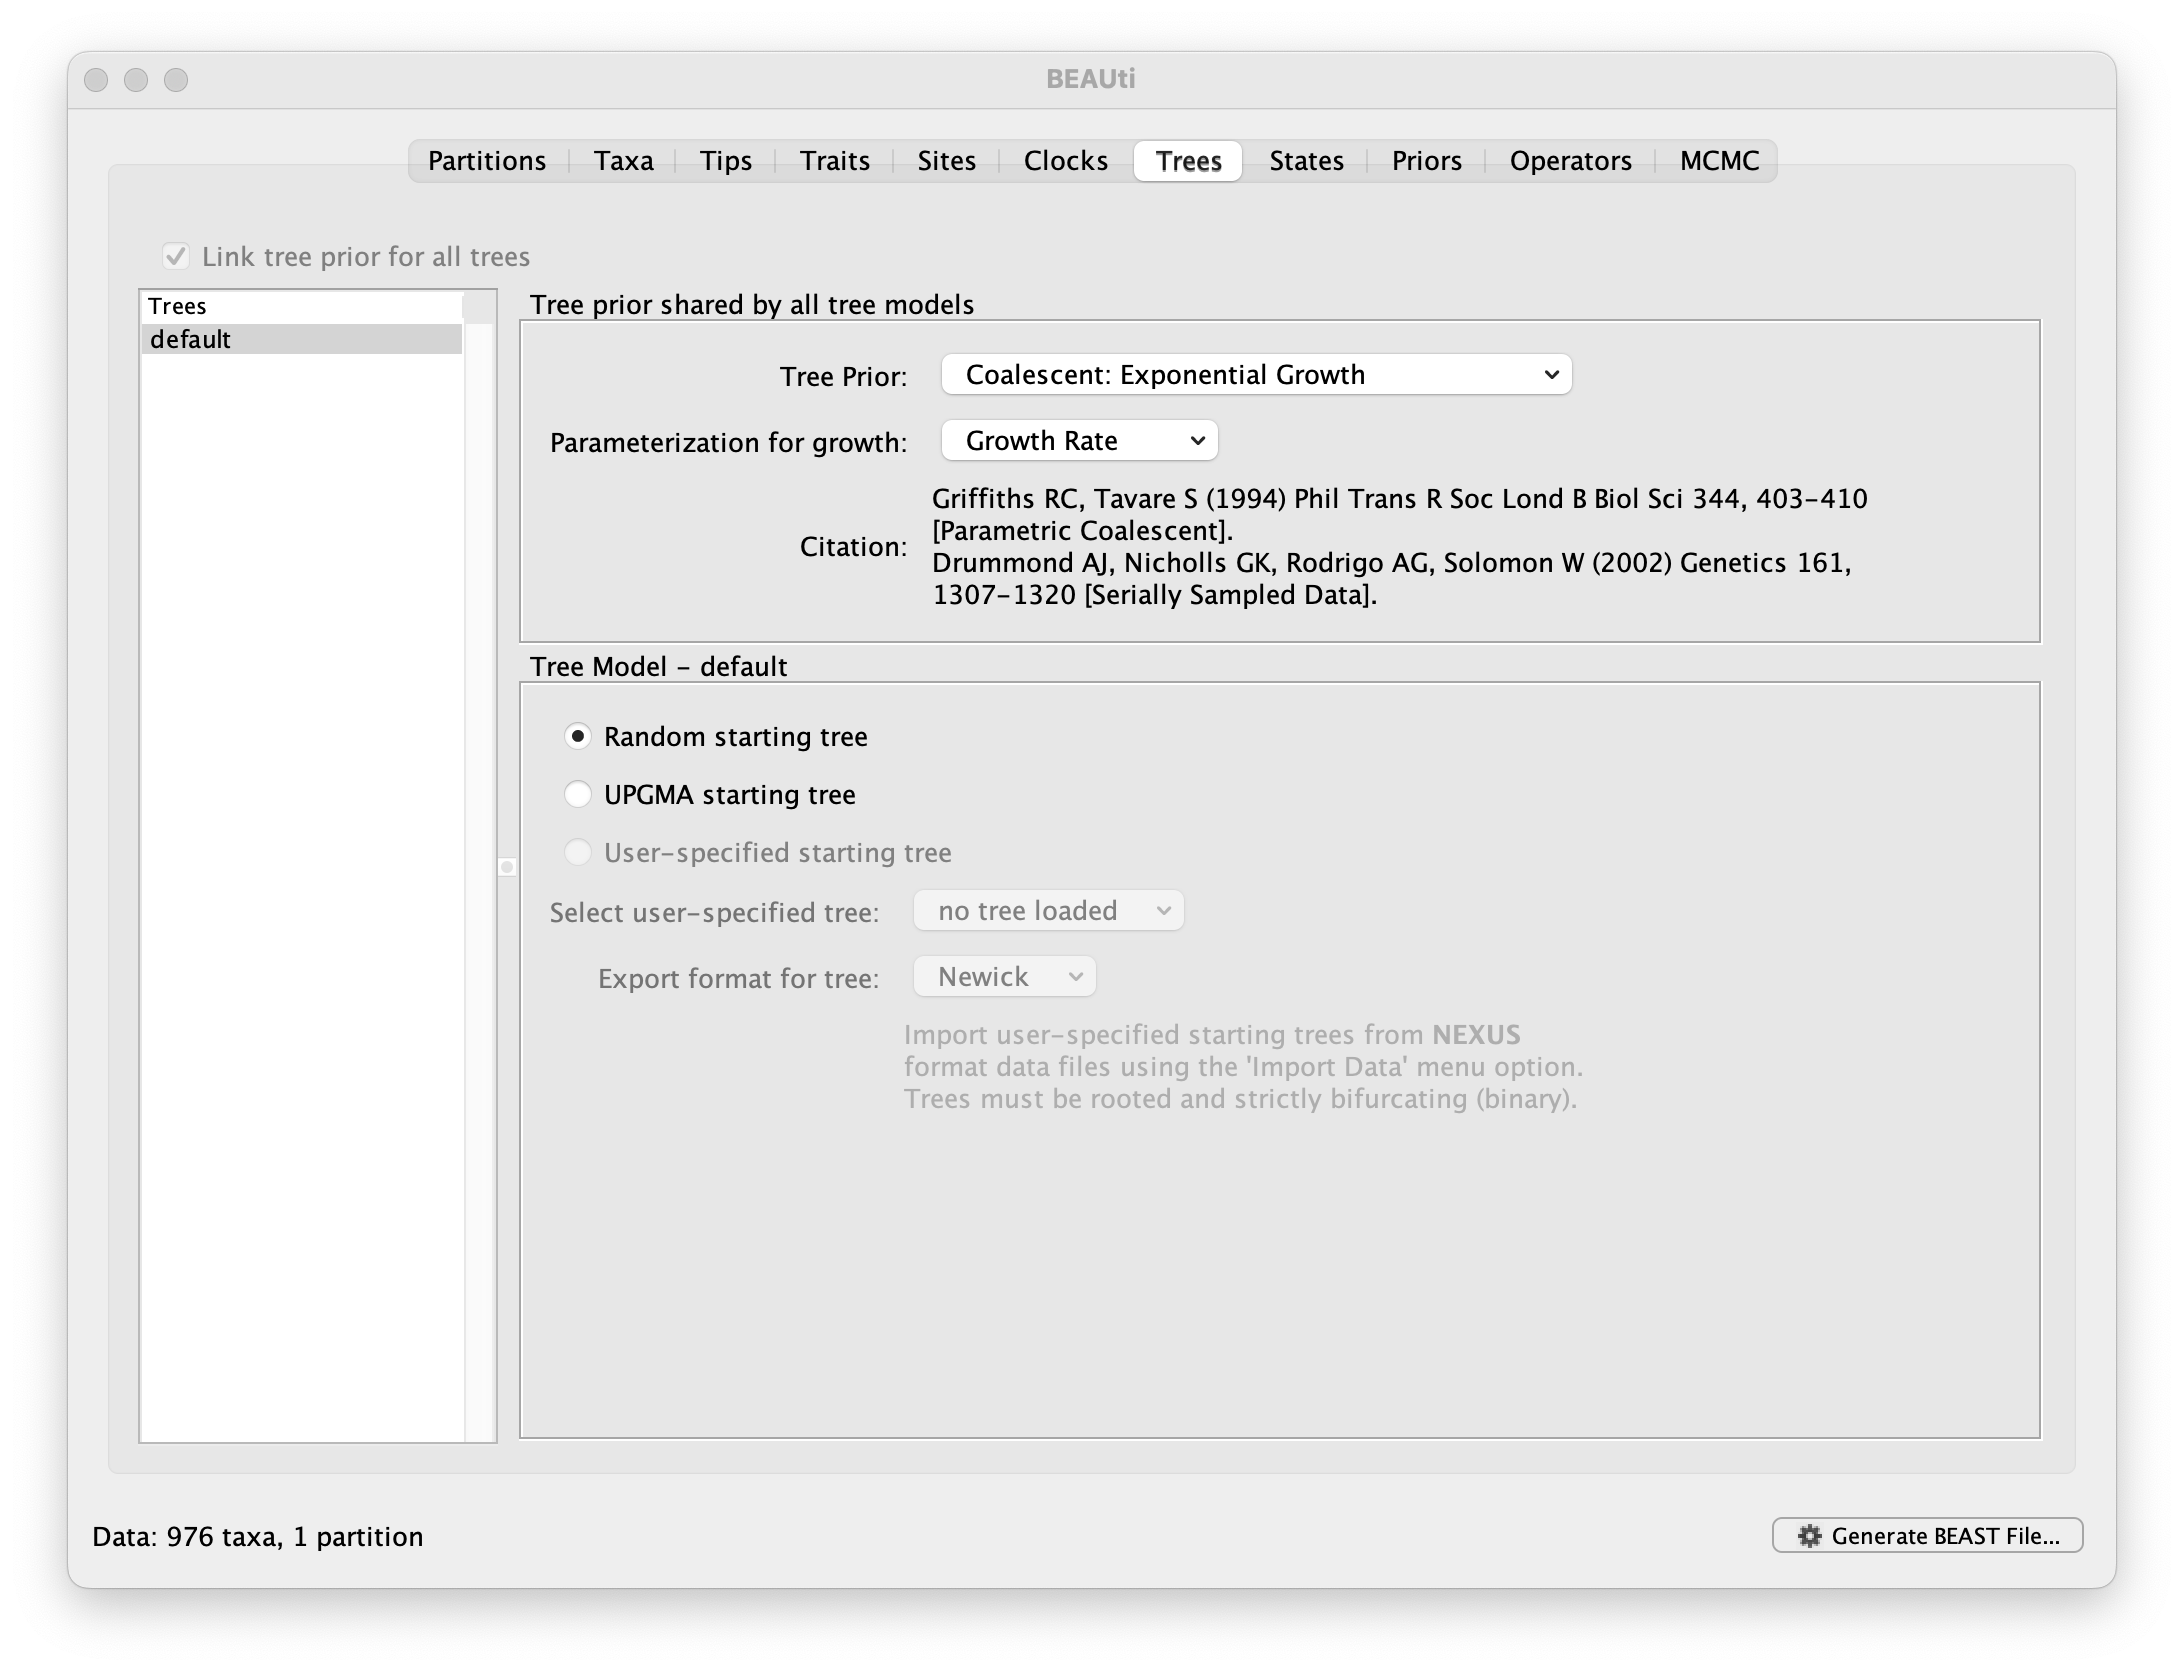 BEAUti
Partitions Taxa Tips Traits Sites Clocks Trees States Priors Operators MCMC
Link tree prior for all trees
Trees
default
Tree prior shared by all tree models
Tree Prior: Coalescent: Exponential Growth
Parameterization for growth: Growth Rate
Citation:
Griffiths RC, Tavare S (1994) Phil Trans R Soc Lond B Biol Sci 344, 403-410
[Parametric Coalescent].
Drummond AJ, Nicholls GK, Rodrigo AG, Solomon W (2002) Genetics 161,
1307-1320 [Serially Sampled Data].
Tree Model - default
Random starting tree
UPGMA starting tree
User-specified starting tree
Select user-specified tree: no tree loaded
Export format for tree: Newick
Import user-specified starting trees from NEXUS
format data files using the 'Import Data' menu option.
Trees must be rooted and strictly bifurcating (binary).
Data: 976 taxa, 1 partition
Generate BEAST File...